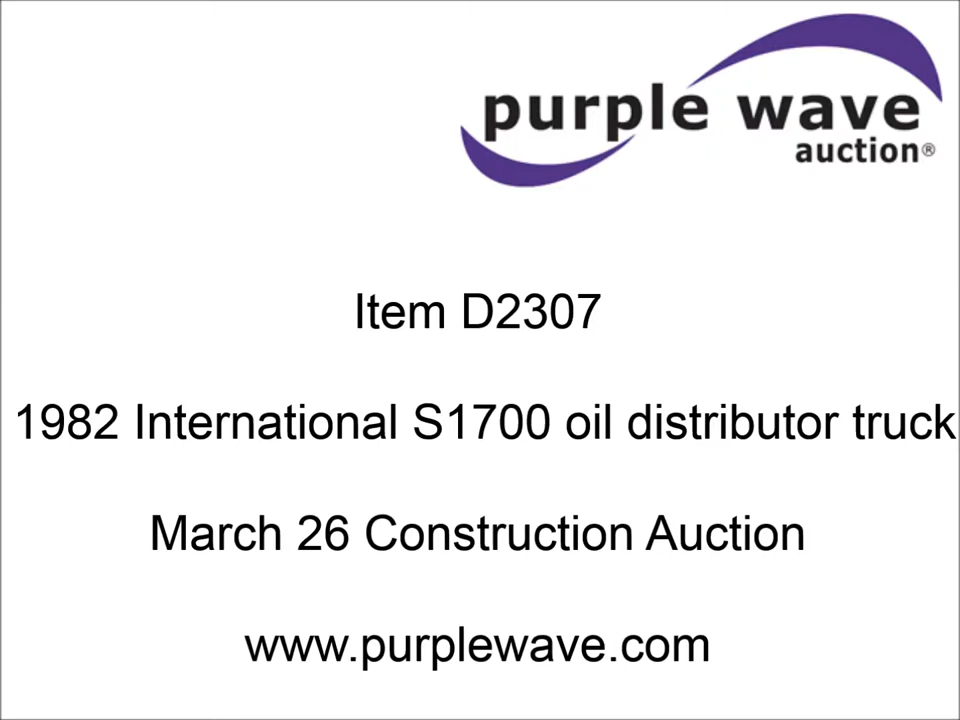 purple wave
auction®
Item D2307
1982 International S1700 oil distributor truck
March 26 Construction Auction
www.purplewave.com